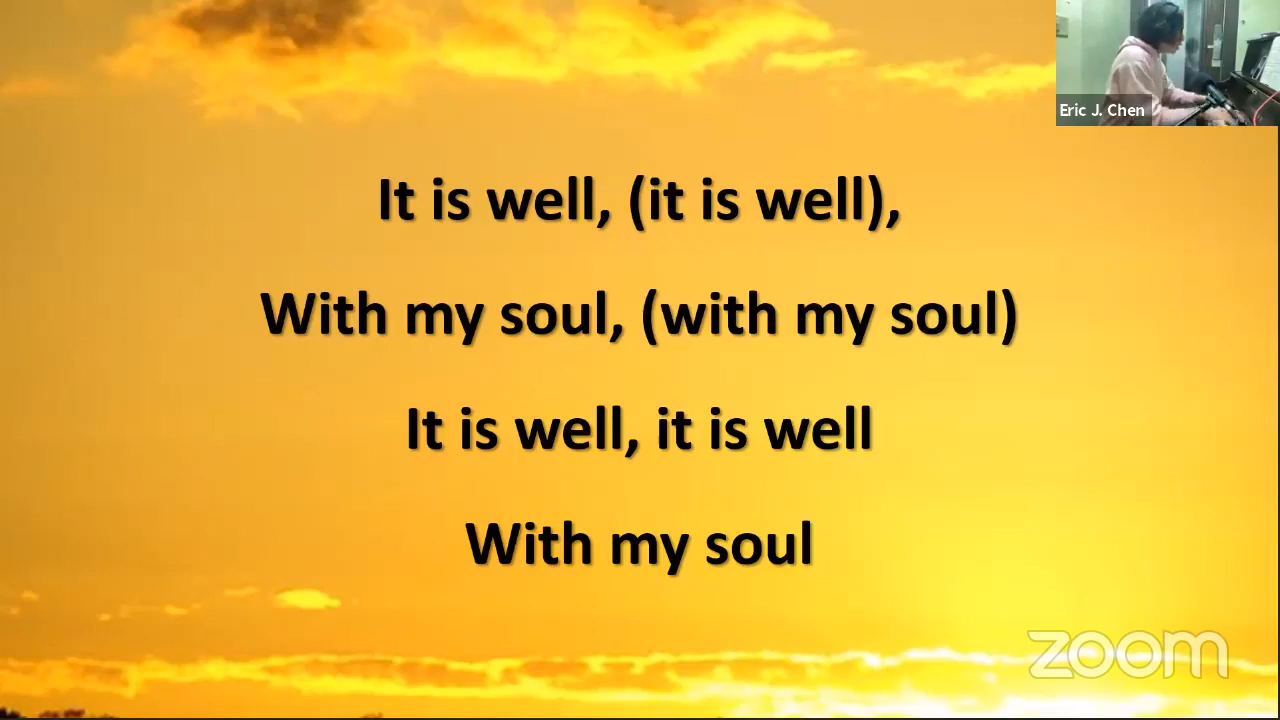 Eric J. Chen
It is well, (it is well),
With my soul, (with my soul)
It is well, it is well
With my soul
zoom